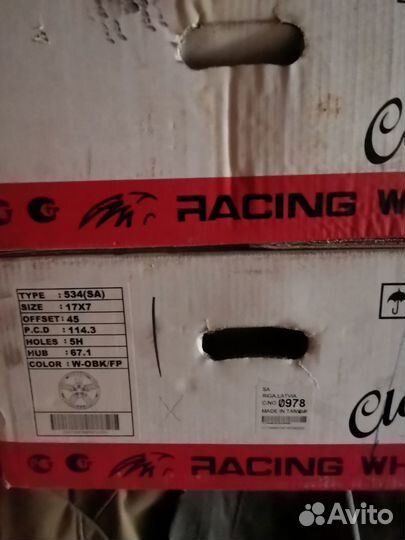 RACING W
TYPE : 534(SA)
SIZE : 17X7
OFFSET : 45
P.C.D : 114.3
HOLES : 5H
HUB : 67.1
COLOR : W-OBK/FP
SA
RIGA,LATVIA
C/NO 0978
MADE IN TAIWAN
RACING WH
Avito